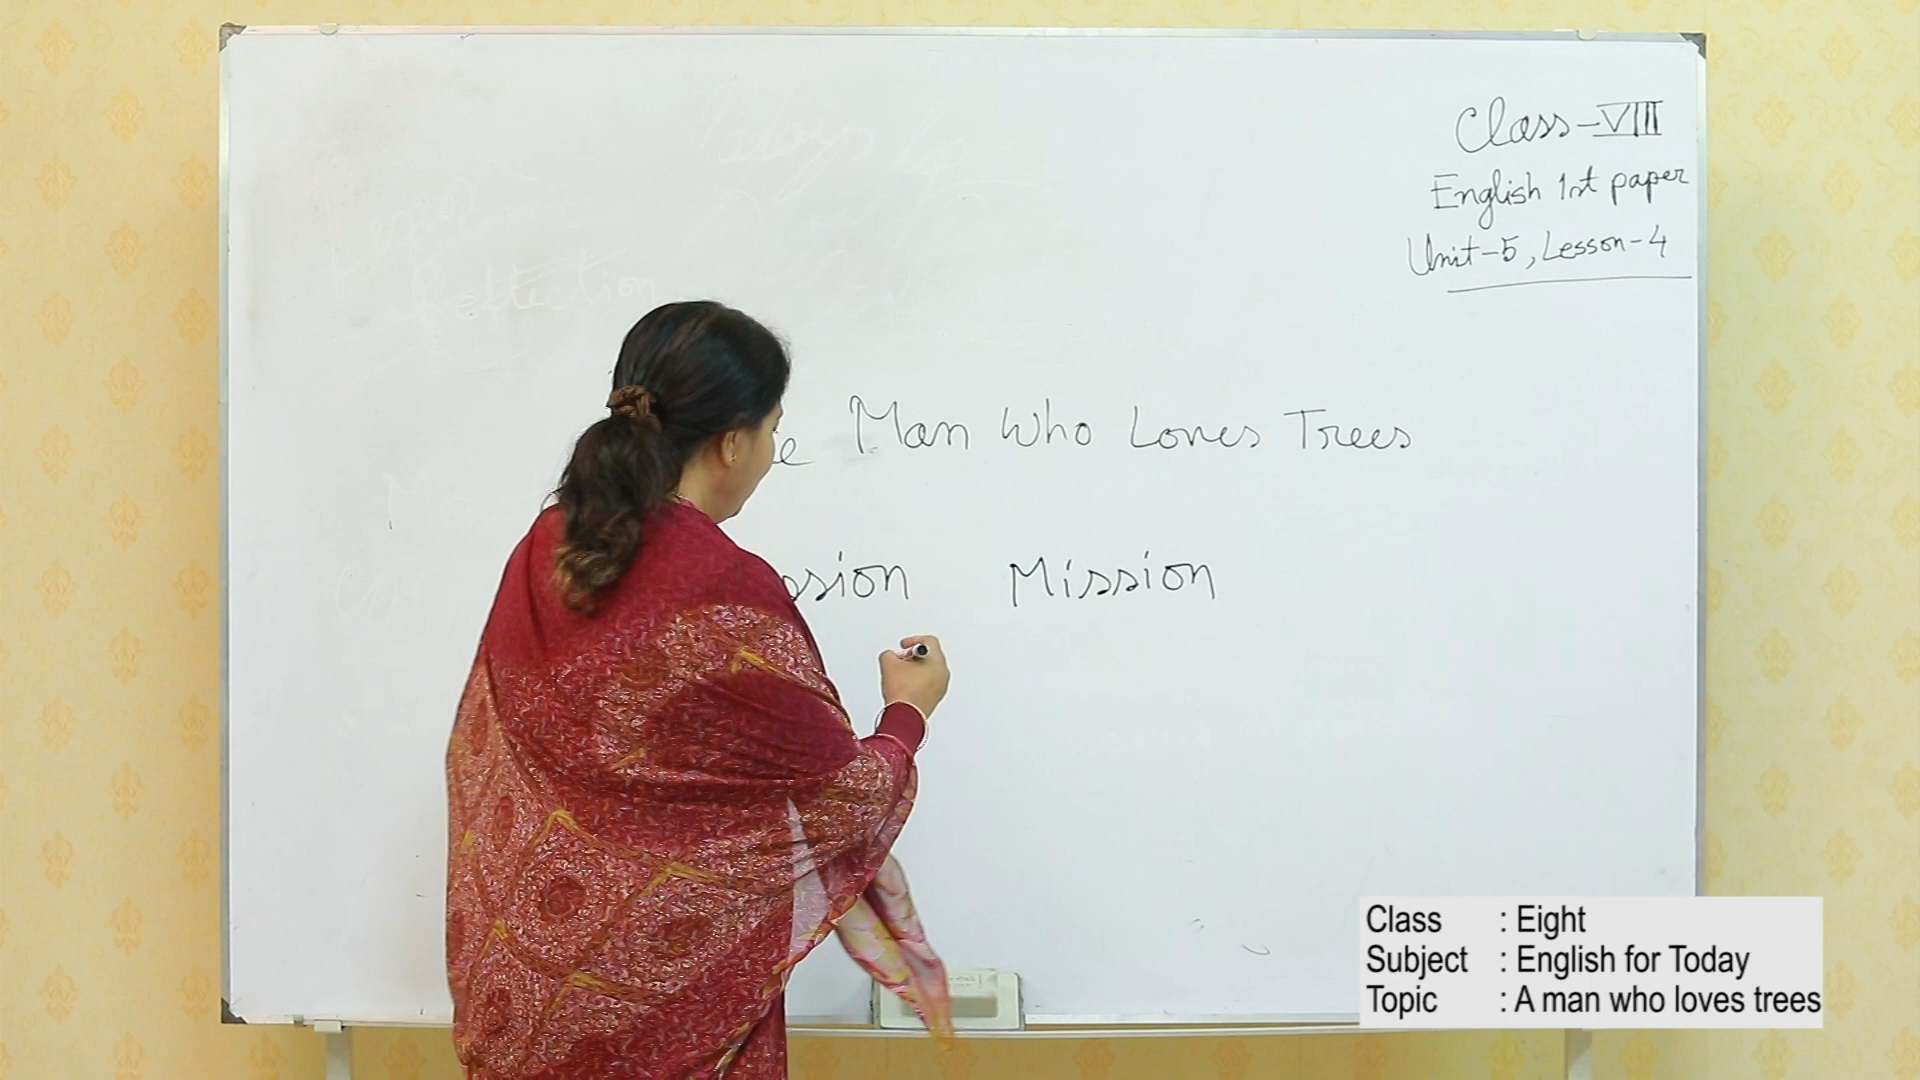 Class-VIII
English 1st paper
Unit-5, Lesson-4
Man Who Loves Trees
Mission
Class : Eight
Subject : English for Today
Topic : A man who loves trees